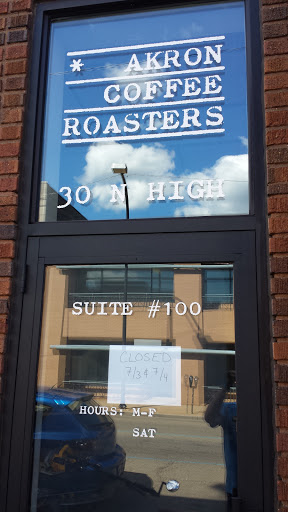 * AKRON
COFFEE
ROASTERS
30 N HIGH
SUITE #100
CLOSED
7/3 & 7/4
HOURS: M-F
SAT